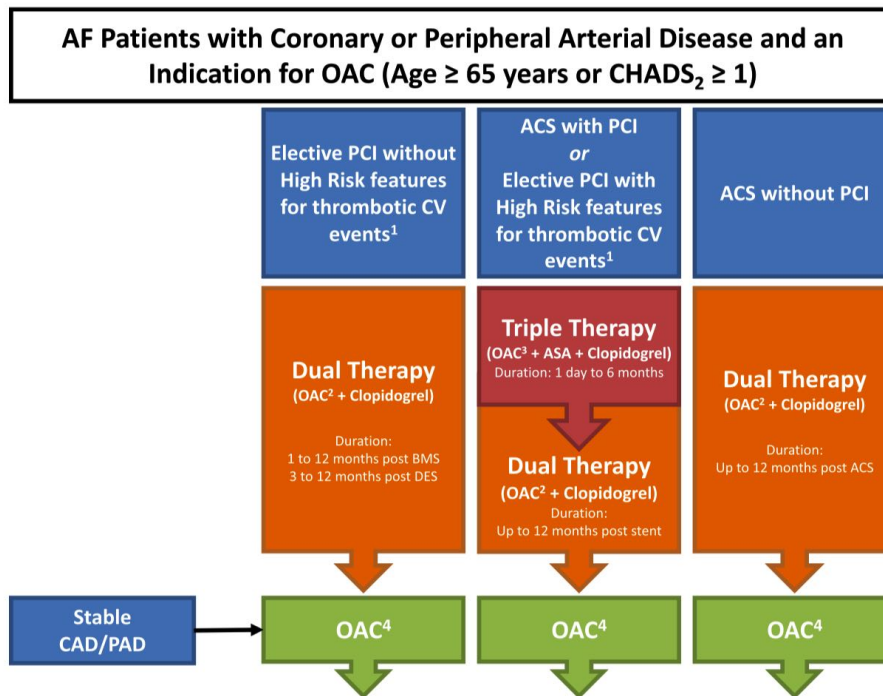 AF Patients with Coronary or Peripheral Arterial Disease and an
Indication for OAC (Age ≥ 65 years or CHADS₂ ≥ 1)
Elective PCI without
High Risk features
for thrombotic CV
events¹
ACS with PCI
or
Elective PCI with
High Risk features
for thrombotic CV
events¹
ACS without PCI
Dual Therapy
(OAC² + Clopidogrel)
Duration:
1 to 12 months post BMS
3 to 12 months post DES
Triple Therapy
(OAC³ + ASA + Clopidogrel)
Duration: 1 day to 6 months
Dual Therapy
(OAC² + Clopidogrel)
Duration:
Up to 12 months post stent
Dual Therapy
(OAC² + Clopidogrel)
Duration:
Up to 12 months post ACS
Stable
CAD/PAD
OAC⁴
OAC⁴
OAC⁴